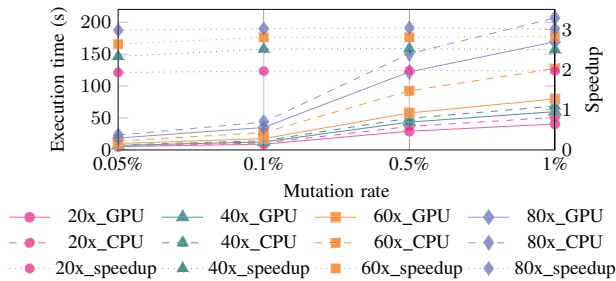 Execution time (s)
200
150
100
50
0
3
2
1
0
Speedup
0.05% 0.1% 0.5% 1%
Mutation rate
20x_GPU 40x_GPU 60x_GPU 80x_GPU
20x_CPU 40x_CPU 60x_CPU 80x_CPU
20x_speedup 40x_speedup 60x_speedup 80x_speedup